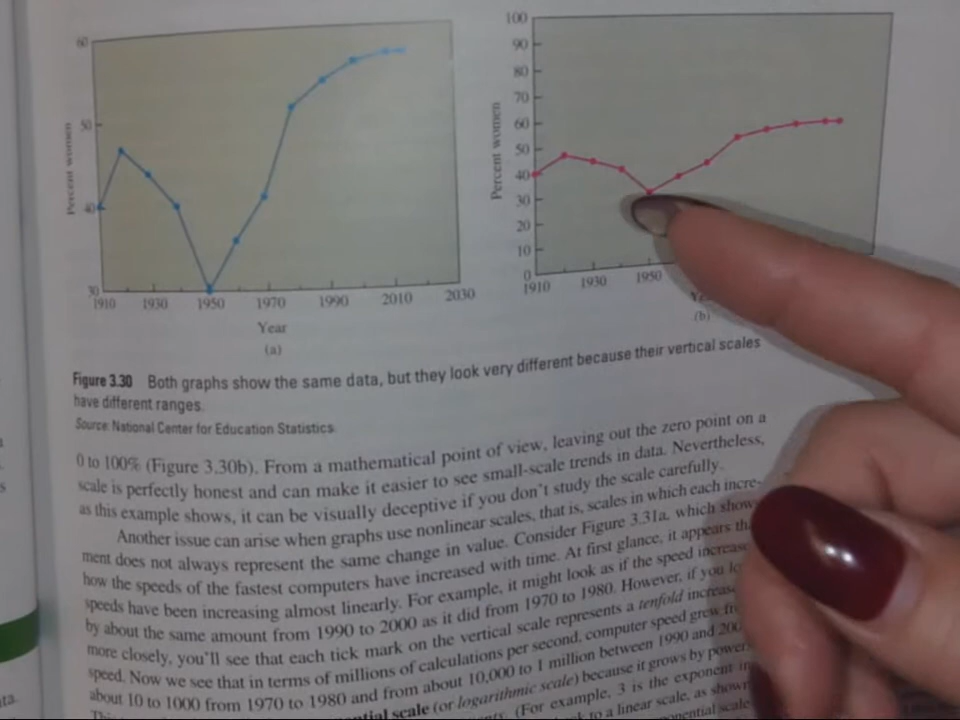 60
50
40
30
Percent women
1910 1930 1950 1970 1990 2010 2030
Year
(a)
100
90
80
70
60
50
40
30
20
10
0
Percent women
1910 1930 1950
(b)
Figure 3.30 Both graphs show the same data, but they look very different because their vertical scales
have different ranges.
Source: National Center for Education Statistics.
0 to 100% (Figure 3.30b). From a mathematical point of view, leaving out the zero point on a
scale is perfectly honest and can make it easier to see small-scale trends in data. Nevertheless,
as this example shows, it can be visually deceptive if you don't study the scale carefully.
Another issue can arise when graphs use nonlinear scales, that is, scales in which each incre-
ment does not always represent the same change in value. Consider Figure 3.31a, which show
how the speeds of the fastest computers have increased with time. At first glance, it appears tha
speeds have been increasing almost linearly. For example, it might look as if the speed increase
by about the same amount from 1990 to 2000 as it did from 1970 to 1980. However, if you lo
more closely, you'll see that each tick mark on the vertical scale represents a tenfold increase
speed. Now we see that in terms of millions of calculations per second, computer speed grew fr
about 10 to 1000 from 1970 to 1980 and from about 10,000 to 1 million between 1990 and 200
ential scale (or logarithmic scale) because it grows by power
(For example, 3 is the exponent in
to a linear scale, as shown
ponential scale
ta.